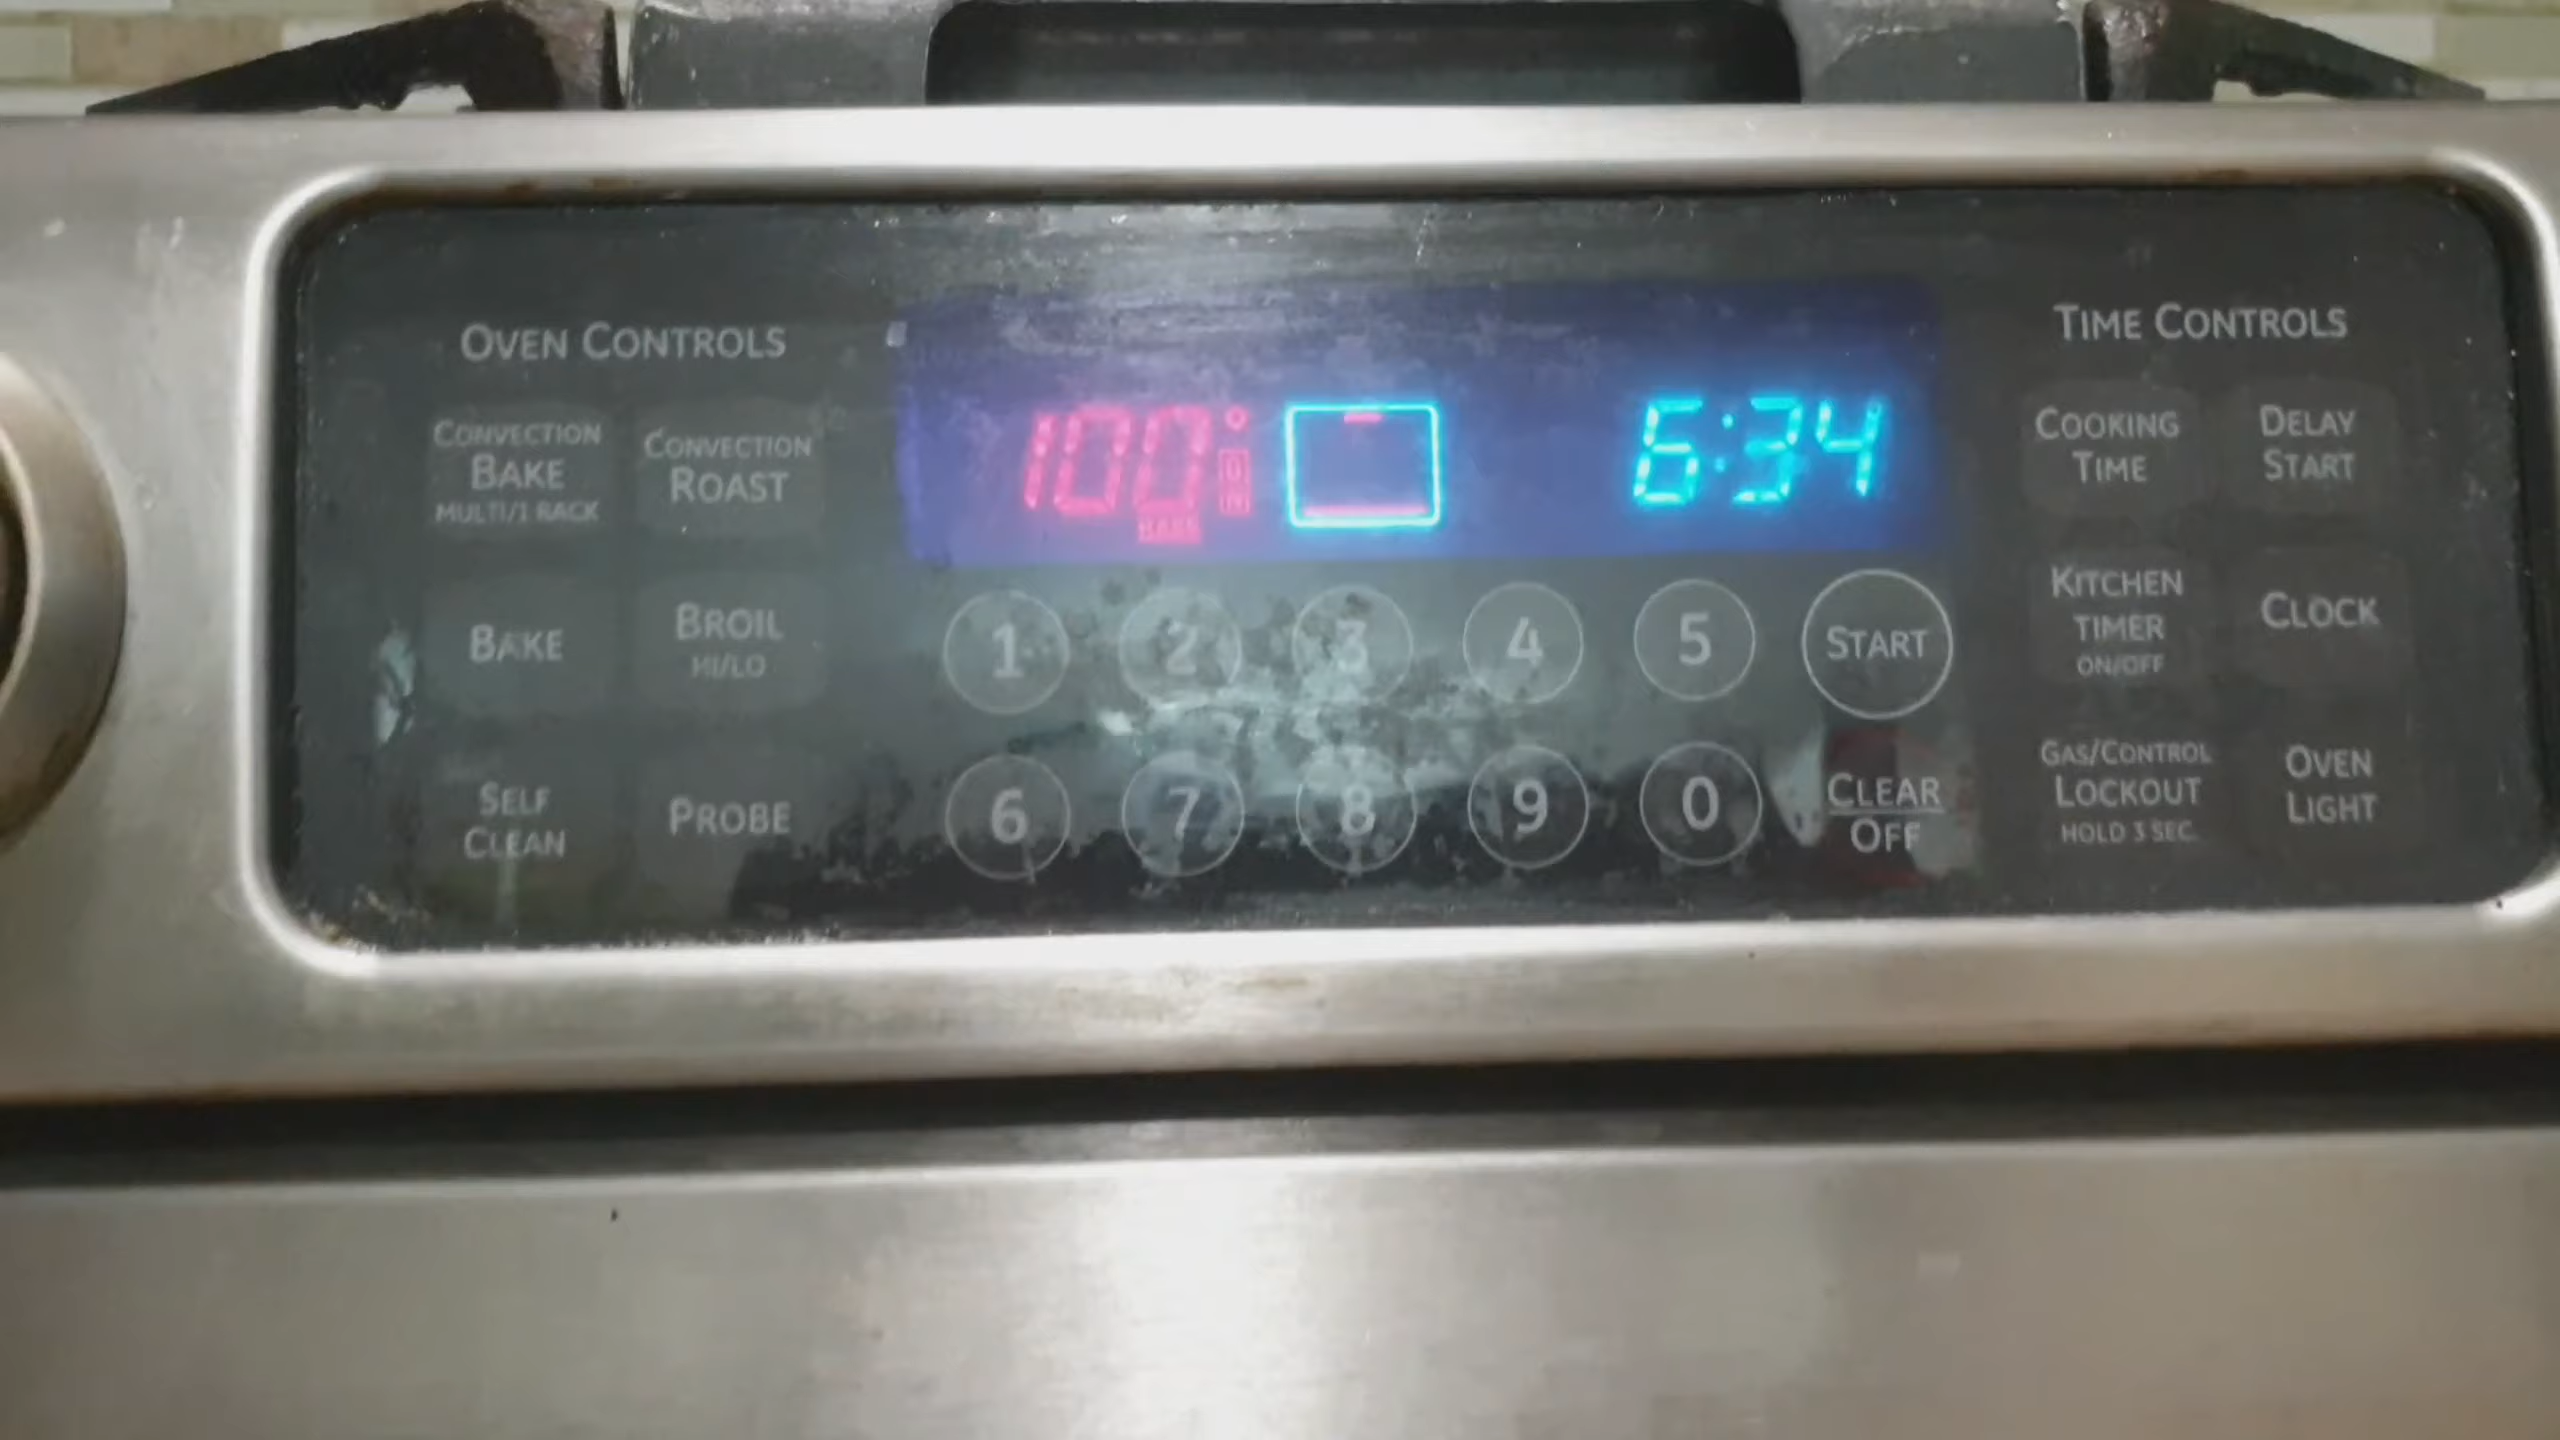 OVEN CONTROLS
CONVECTION
BAKE
MULTI/1 RACK
CONVECTION
ROAST
BAKE
BROIL
HI/LO
SELF
CLEAN
PROBE
100°
ON
BAKE
6:34
1 2 3 4 5 START
6 7 8 9 0 CLEAR
OFF
TIME CONTROLS
COOKING
TIME
DELAY
START
KITCHEN
TIMER
ON/OFF
CLOCK
GAS/CONTROL
LOCKOUT
HOLD 3 SEC.
OVEN
LIGHT